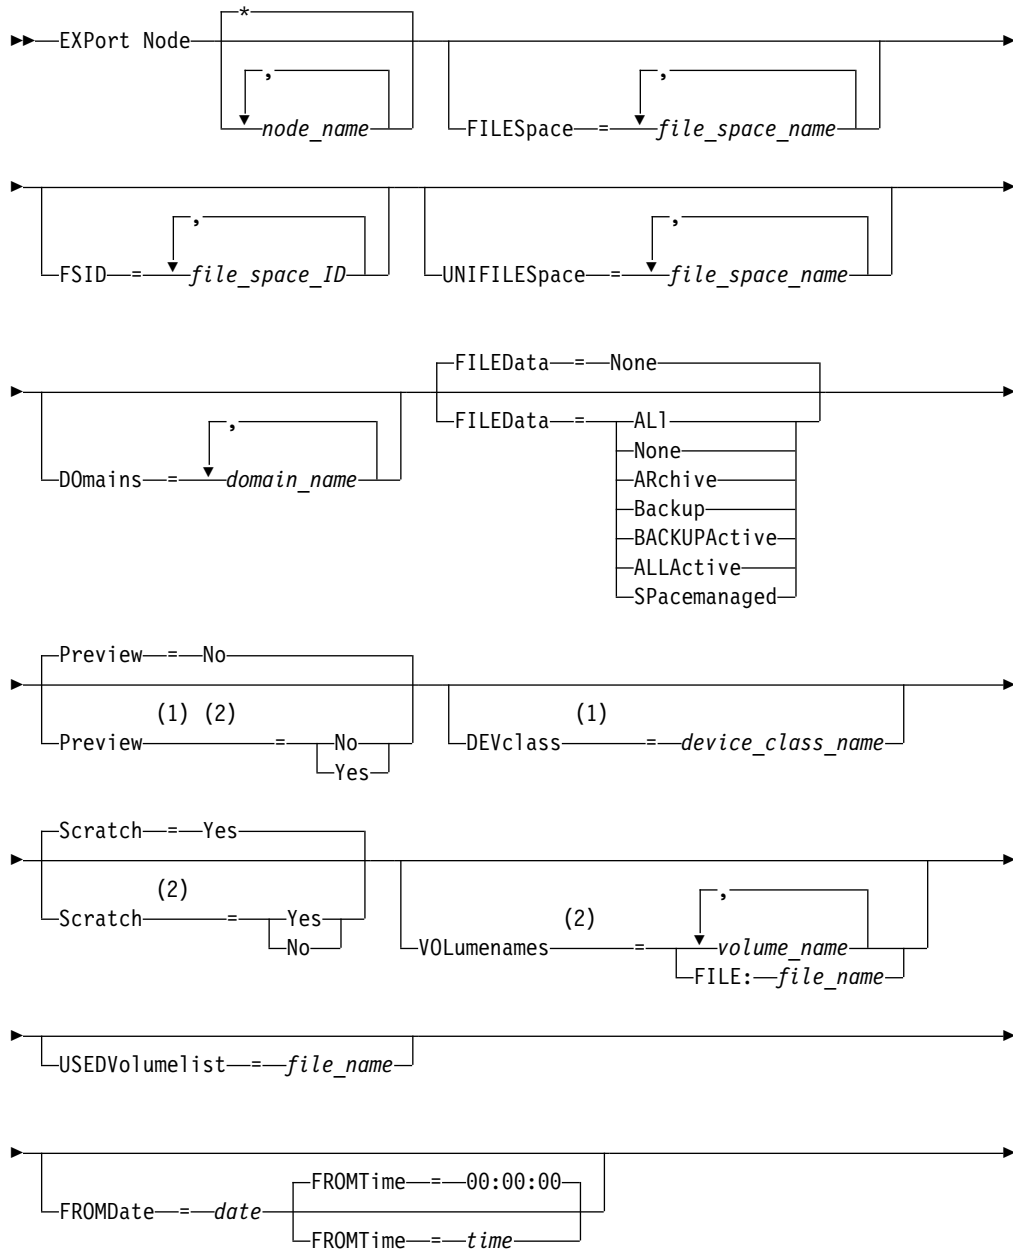 *
EXPort Node
,
node_name
FILESpace = , file_space_name
FSID = , file_space_ID
UNIFILESpace = , file_space_name
DOmains = , domain_name
FILEData = None
FILEData = ALl
None
ARchive
Backup
BACKUPActive
ALLActive
SPacemanaged
Preview = No
(1) (2)
Preview = No
Yes
(1)
DEVclass = device_class_name
Scratch = Yes
(2)
Scratch = Yes
No
(2)
VOLumenames = , volume_name
FILE: file_name
USEDVolumelist = file_name
FROMDate = date
FROMTime = 00:00:00
FROMTime = time